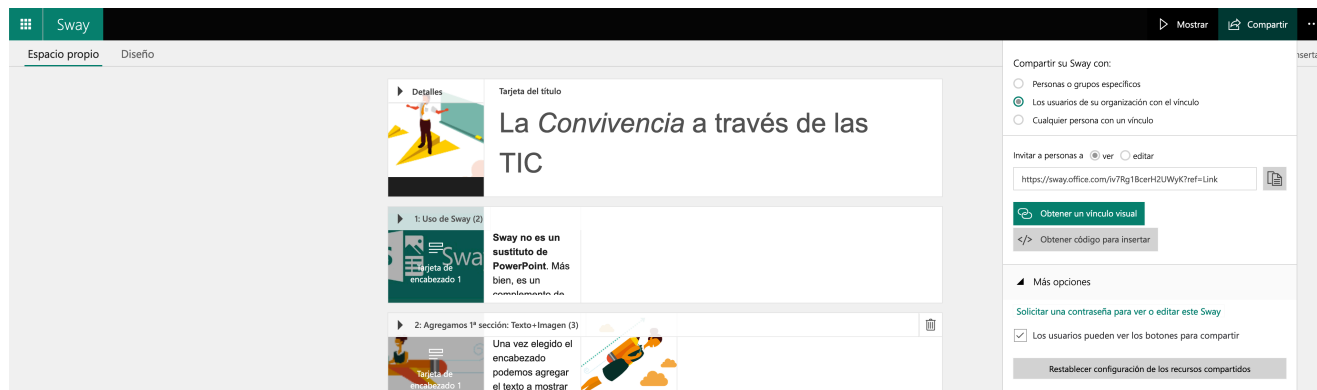 Sway
Mostrar
Compartir
Espacio propio
Diseño
Detalles
Tarjeta del título
La Convivencia a través de las
TIC
1: Uso de Sway (2)
Sway
Tarjeta de
encabezado 1
Sway no es un
sustituto de
PowerPoint. Más
bien, es un
complemento de
2: Agregamos 1ª sección: Texto+Imagen (3)
Tarjeta de
encabezado 1
Una vez elegido el
encabezado
podemos agregar
el texto a mostrar
Compartir su Sway con:
Personas o grupos específicos
Los usuarios de su organización con el vínculo
Cualquier persona con un vínculo
Invitar a personas a ver editar
https://sway.office.com/iv7Rg1BcerH2UWyK?ref=Link
Obtener un vínculo visual
</> Obtener código para insertar
Más opciones
Solicitar una contraseña para ver o editar este Sway
Los usuarios pueden ver los botones para compartir
Restablecer configuración de los recursos compartidos